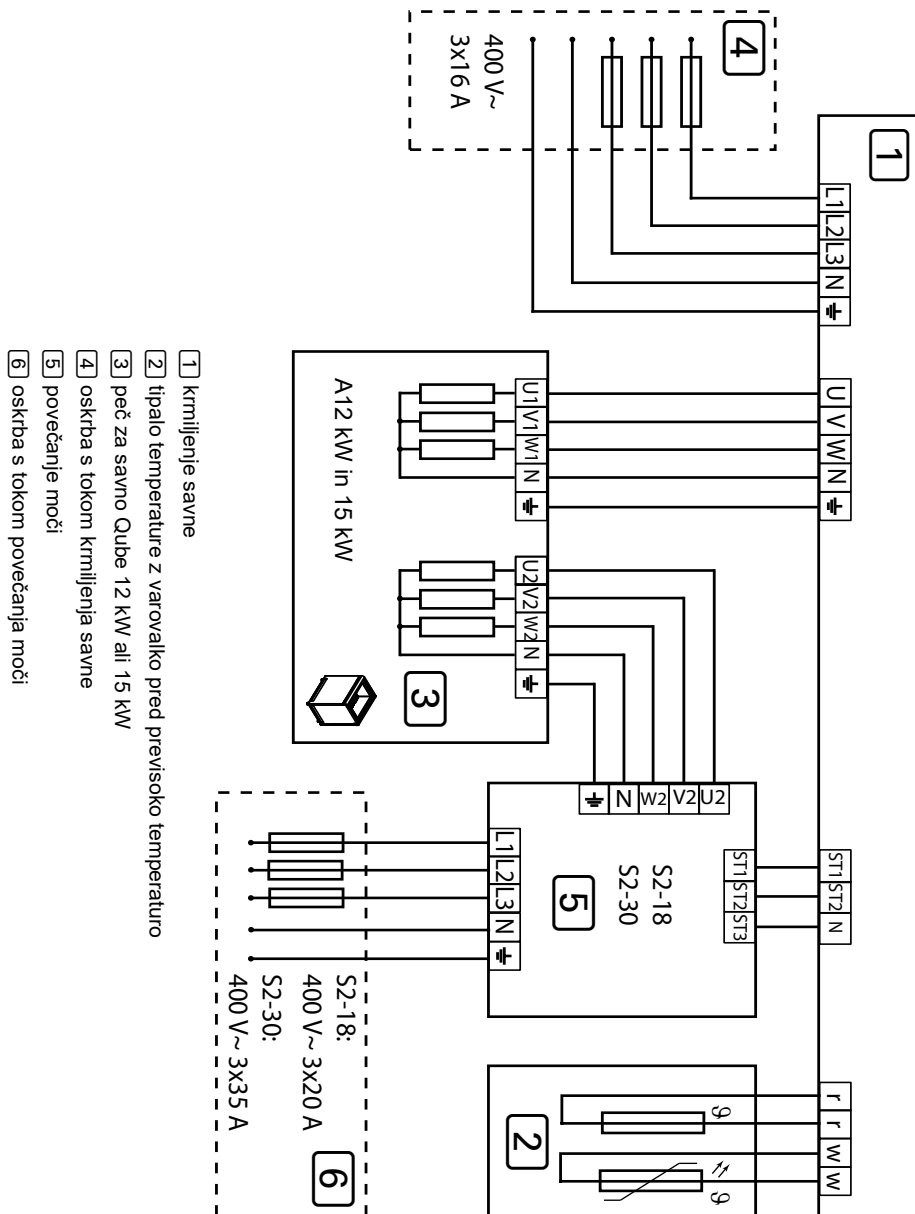 1
L1 L2 L3 N
U V W N
ST1 ST2 N
r r w w
4
400 V~
3x16 A
U1 V1 W1 N
U2 V2 W2 N
A12 kW in 15 kW
3
U2 V2 W2 N
ST1 ST2 ST3
S2-18
S2-30
5
L1 L2 L3 N
S2-18:
400 V~ 3x20 A
S2-30:
400 V~ 3x35 A
6
ϑ
ϑ
2
1 krmiljenje savne
2 tipalo temperature z varovalko pred previsoko temperaturo
3 peč za savno Qube 12 kW ali 15 kW
4 oskrba s tokom krmiljenja savne
5 povečanje moči
6 oskrba s tokom povečanja moči